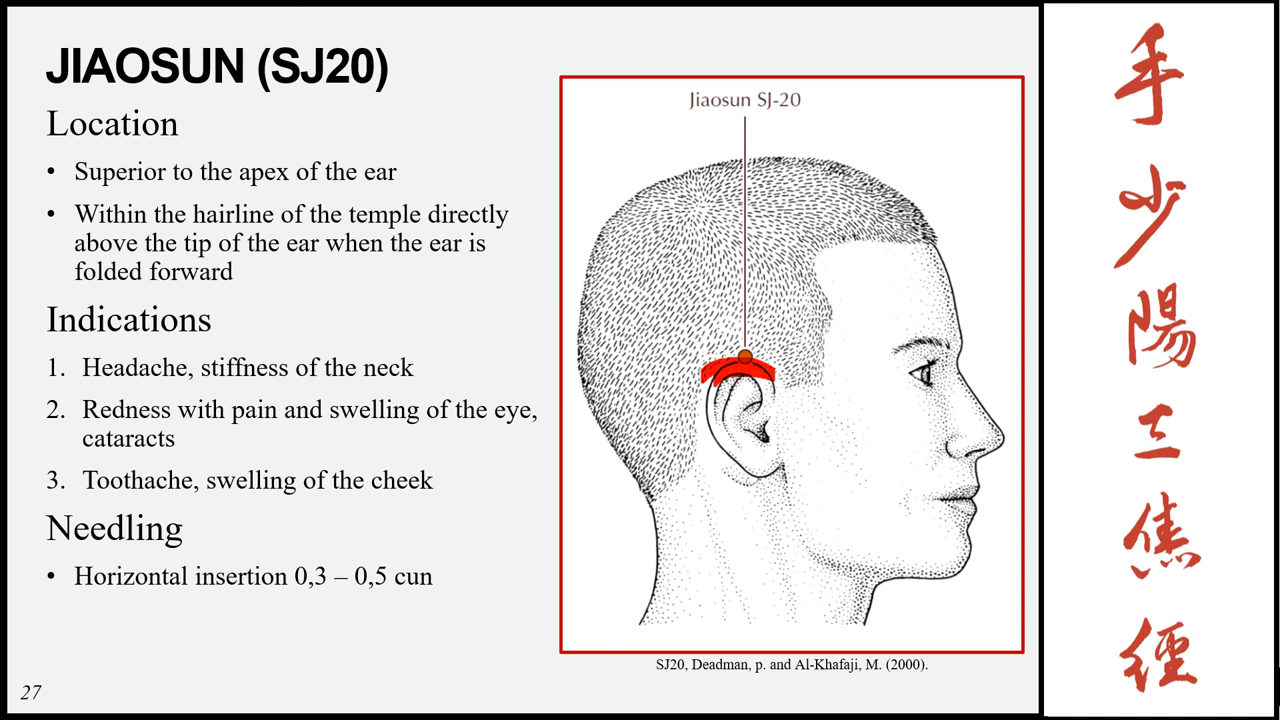 JIAOSUN (SJ20)
Location
• Superior to the apex of the ear
• Within the hairline of the temple directly
above the tip of the ear when the ear is
folded forward
Indications
1. Headache, stiffness of the neck
2. Redness with pain and swelling of the eye,
cataracts
3. Toothache, swelling of the cheek
Needling
• Horizontal insertion 0,3 – 0,5 cun
27
Jiaosun SJ-20
SJ20, Deadman, p. and Al-Khafaji, M. (2000).
手少陽三焦經